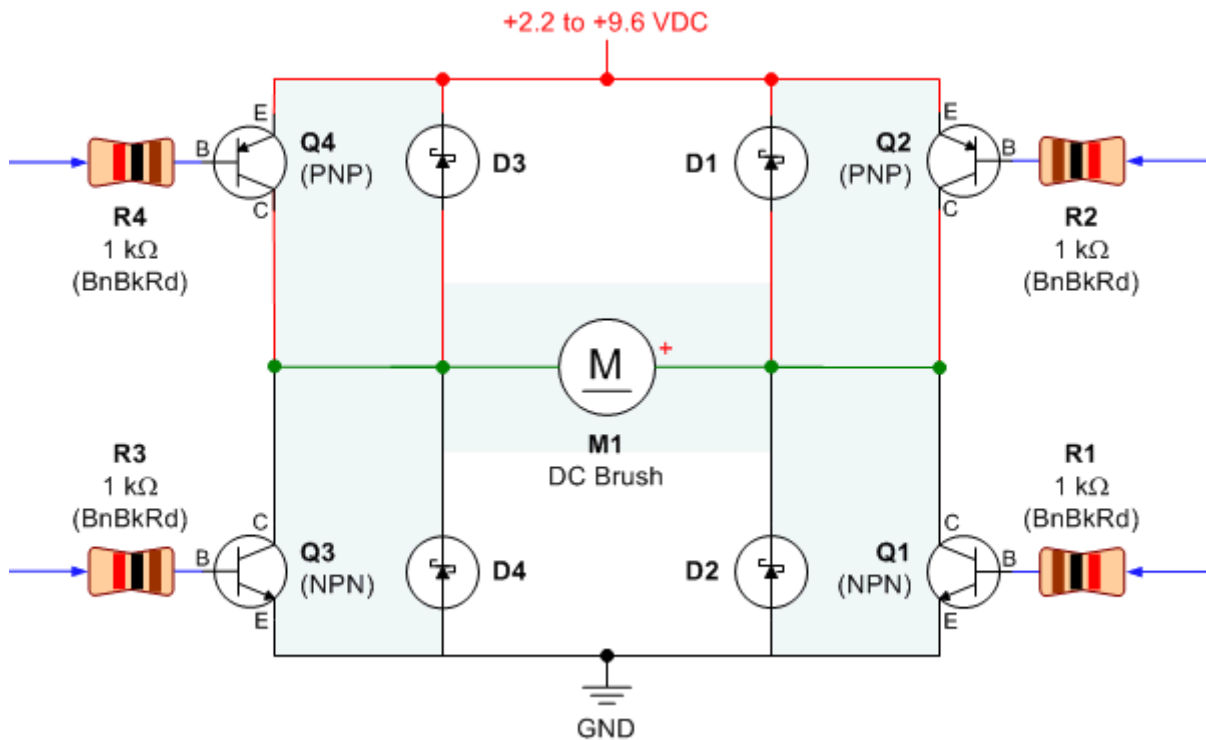 +2.2 to +9.6 VDC
E
Q4
(PNP)
B
C
D3
D1
E
Q2
(PNP)
B
C
R4
1 kΩ
(BnBkRd)
R2
1 kΩ
(BnBkRd)
M
+
M1
DC Brush
R3
1 kΩ
(BnBkRd)
R1
1 kΩ
(BnBkRd)
C
Q3
(NPN)
B
E
D4
D2
C
Q1
(NPN)
B
E
GND